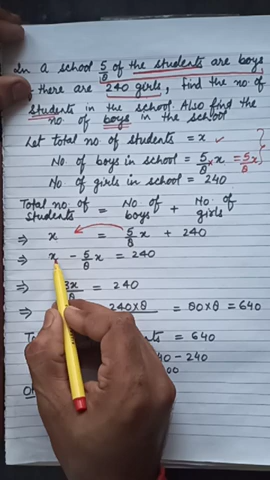 In a school 5/8 of the students are boys
there are 240 girls, find the no of
students in the school. Also find the
no. of boys in the school
Let total no of students = x ✓
No. of boys in school = 5/8 × x = 5/8 x
No. of girls in school = 240
Total no. of students = No. of boys + No. of girls
⇒ x = 5/8 x + 240
⇒ x - 5/8 x = 240
⇒ 3x/8 = 240
⇒ 240×8 = 80×8 = 640
= 640
- 240